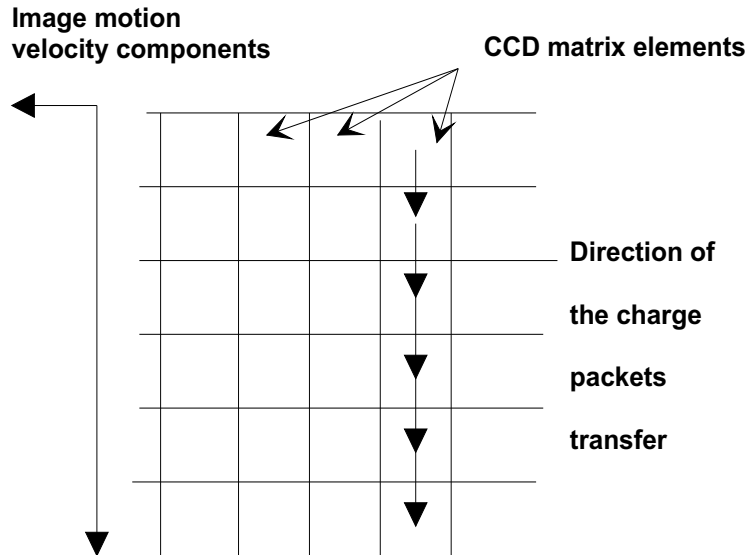 Image motion
velocity components
CCD matrix elements
Direction of
the charge
packets
transfer